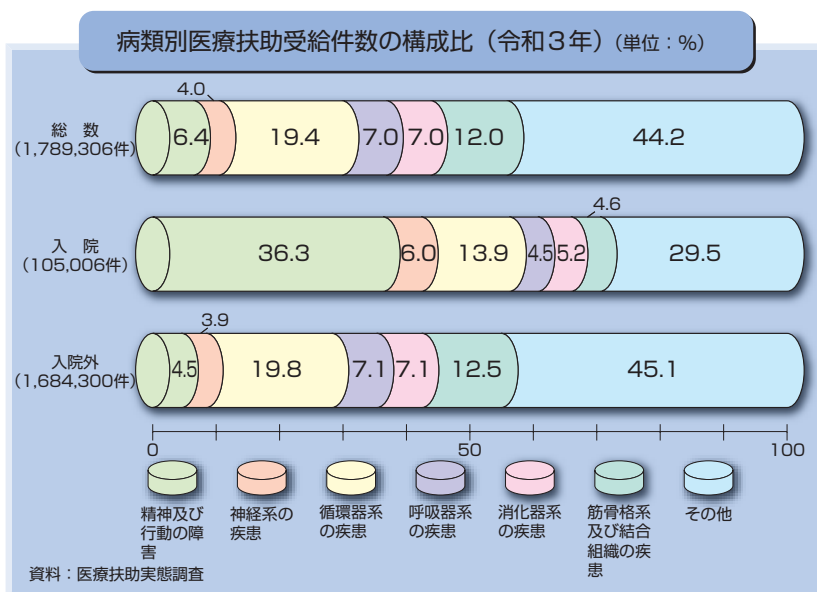 病類別医療扶助受給件数の構成比（令和3年）（単位：%）
4.0
総 数
（1,789,306件）
6.4
19.4
7.0
7.0
12.0
44.2
4.6
入 院
（105,006件）
36.3
6.0
13.9
4.5
5.2
29.5
3.9
入院外
（1,684,300件）
4.5
19.8
7.1
7.1
12.5
45.1
0
50
100
精神及び
行動の障
害
神経系の
疾患
循環器系
の疾患
呼吸器系
の疾患
消化器系
の疾患
筋骨格系
及び結合
組織の疾
患
その他
資料：医療扶助実態調査